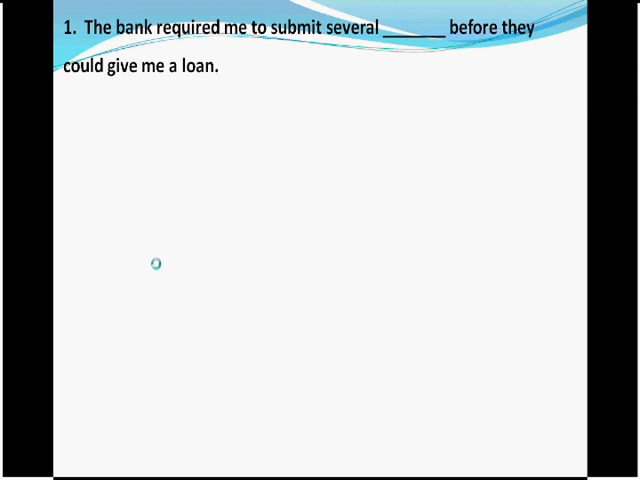 1. The bank required me to submit several _______ before they
could give me a loan.